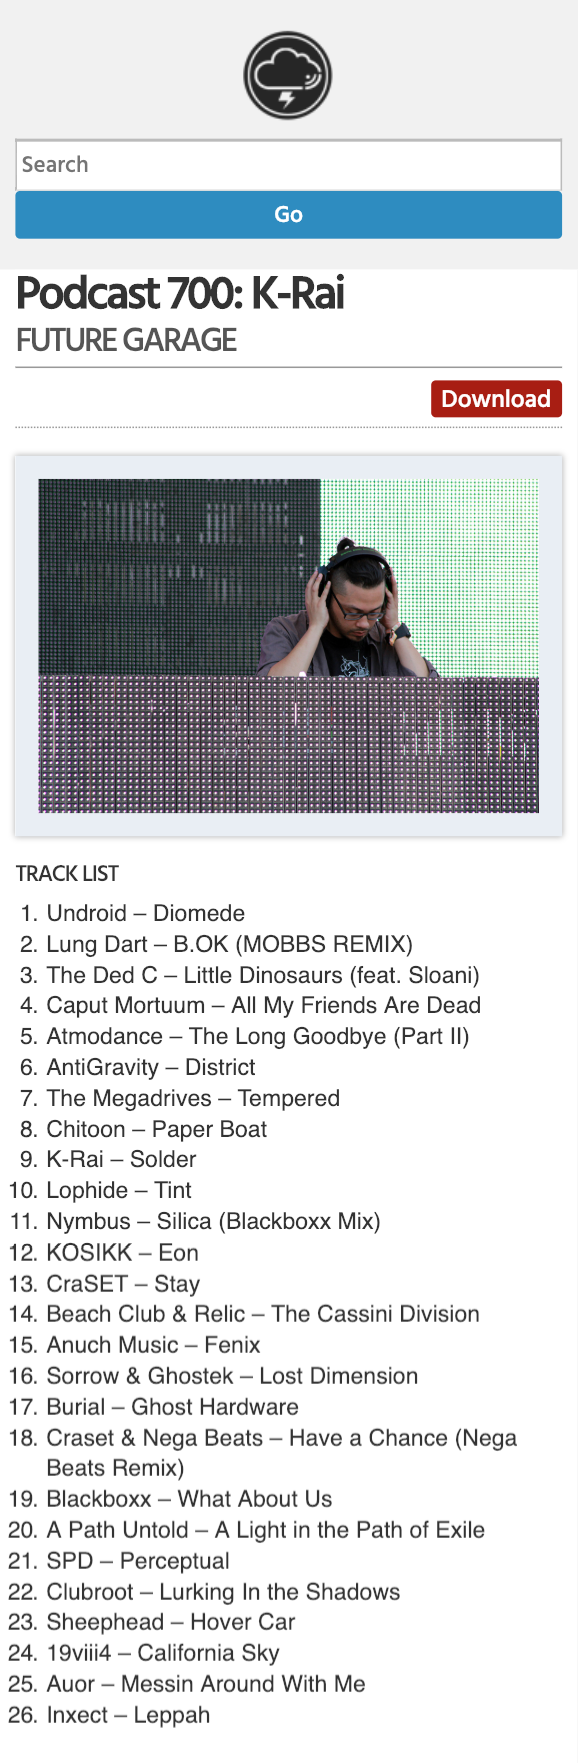 Search
Go
Podcast 700: K-Rai
FUTURE GARAGE
Download
TRACK LIST
1. Undroid – Diomede
2. Lung Dart – B.OK (MOBBS REMIX)
3. The Ded C – Little Dinosaurs (feat. Sloani)
4. Caput Mortuum – All My Friends Are Dead
5. Atmodance – The Long Goodbye (Part II)
6. AntiGravity – District
7. The Megadrives – Tempered
8. Chitoon – Paper Boat
9. K-Rai – Solder
10. Lophide – Tint
11. Nymbus – Silica (Blackboxx Mix)
12. KOSIKK – Eon
13. CraSET – Stay
14. Beach Club & Relic – The Cassini Division
15. Anuch Music – Fenix
16. Sorrow & Ghostek – Lost Dimension
17. Burial – Ghost Hardware
18. Craset & Nega Beats – Have a Chance (Nega
Beats Remix)
19. Blackboxx – What About Us
20. A Path Untold – A Light in the Path of Exile
21. SPD – Perceptual
22. Clubroot – Lurking In the Shadows
23. Sheephead – Hover Car
24. 19viii4 – California Sky
25. Auor – Messin Around With Me
26. Inxect – Leppah